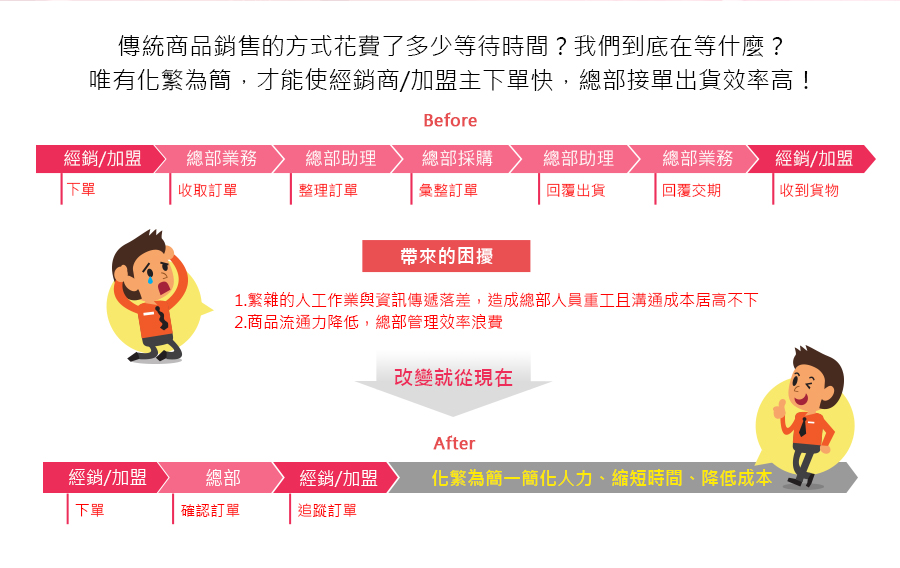 傳統商品銷售的方式花費了多少等待時間？我們到底在等什麼？
唯有化繁為簡，才能使經銷商/加盟主下單快，總部接單出貨效率高！
Before
經銷/加盟 總部業務 總部助理 總部採購 總部助理 總部業務 經銷/加盟
下單 收取訂單 整理訂單 彙整訂單 回覆出貨 回覆交期 收到貨物
帶來的困擾
1.繁雜的人工作業與資訊傳遞落差，造成總部人員重工且溝通成本居高不下
2.商品流通力降低，總部管理效率浪費
改變就從現在
After
經銷/加盟 總部 經銷/加盟 化繁為簡—簡化人力、縮短時間、降低成本
下單 確認訂單 追蹤訂單